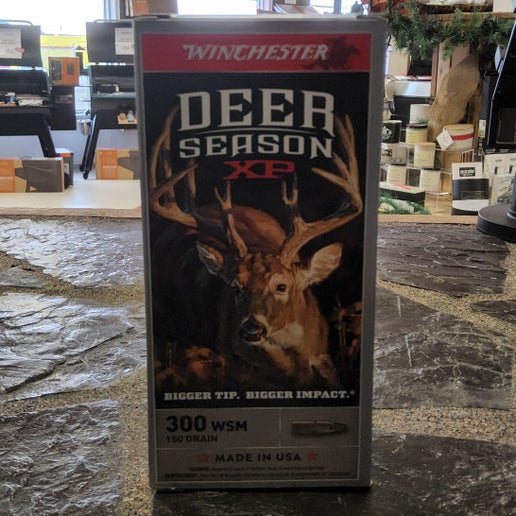 WINCHESTER
DEER
SEASON
XP
BIGGER TIP. BIGGER IMPACT.®
300 WSM
150 GRAIN
★ MADE IN USA ★